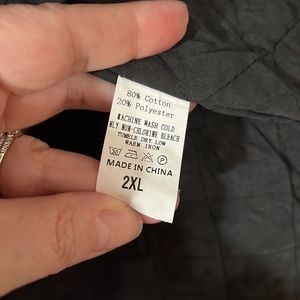 80% Cotton
20% Polyester
MACHINE WASH COLD
NLY NON-CHLORINE BLEACH
TUMBLE DRY LOW
WARM IRON
MADE IN CHINA
2XL